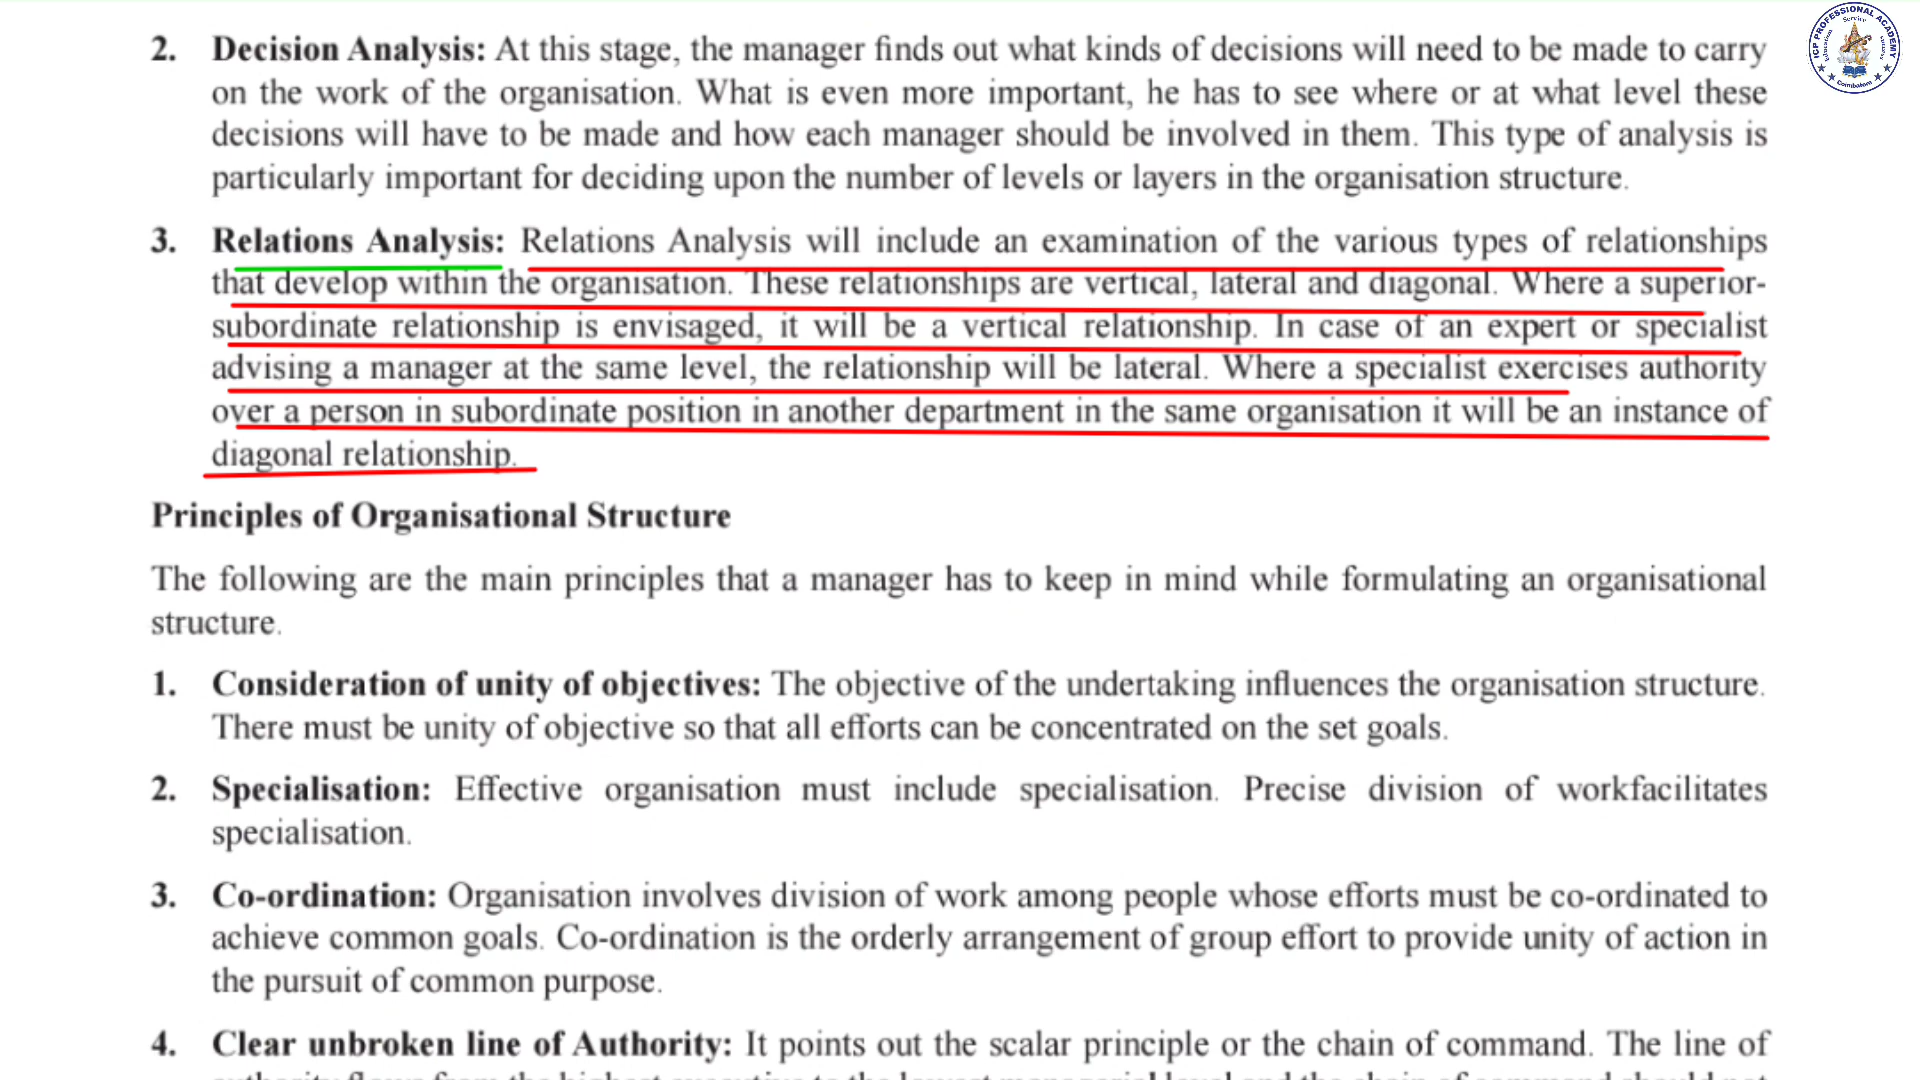 ICP PROFESSIONAL ACADEMY
Service
Education
Coimbatore
2. Decision Analysis: At this stage, the manager finds out what kinds of decisions will need to be made to carry
on the work of the organisation. What is even more important, he has to see where or at what level these
decisions will have to be made and how each manager should be involved in them. This type of analysis is
particularly important for deciding upon the number of levels or layers in the organisation structure.
3. Relations Analysis: Relations Analysis will include an examination of the various types of relationships
that develop within the organisation. These relationships are vertical, lateral and diagonal. Where a superior-
subordinate relationship is envisaged, it will be a vertical relationship. In case of an expert or specialist
advising a manager at the same level, the relationship will be lateral. Where a specialist exercises authority
over a person in subordinate position in another department in the same organisation it will be an instance of
diagonal relationship.
Principles of Organisational Structure
The following are the main principles that a manager has to keep in mind while formulating an organisational
structure.
1. Consideration of unity of objectives: The objective of the undertaking influences the organisation structure.
There must be unity of objective so that all efforts can be concentrated on the set goals.
2. Specialisation: Effective organisation must include specialisation. Precise division of workfacilitates
specialisation.
3. Co-ordination: Organisation involves division of work among people whose efforts must be co-ordinated to
achieve common goals. Co-ordination is the orderly arrangement of group effort to provide unity of action in
the pursuit of common purpose.
4. Clear unbroken line of Authority: It points out the scalar principle or the chain of command. The line of